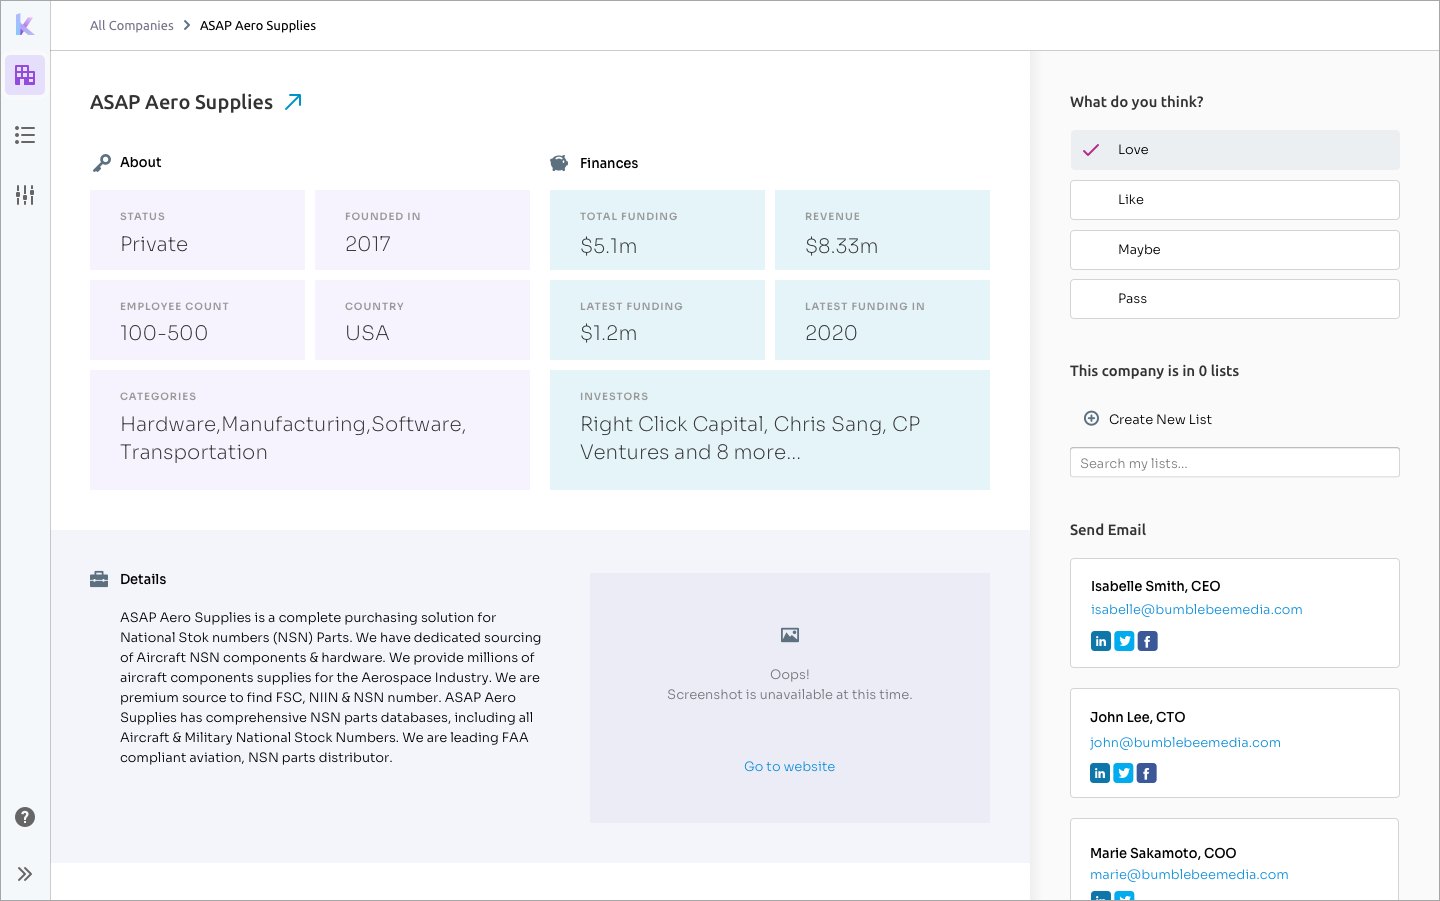 All Companies > ASAP Aero Supplies
ASAP Aero Supplies
About
STATUS
Private
FOUNDED IN
2017
EMPLOYEE COUNT
100-500
COUNTRY
USA
CATEGORIES
Hardware,Manufacturing,Software,
Transportation
Finances
TOTAL FUNDING
$5.1m
REVENUE
$8.33m
LATEST FUNDING
$1.2m
LATEST FUNDING IN
2020
INVESTORS
Right Click Capital, Chris Sang, CP
Ventures and 8 more...
Details
ASAP Aero Supplies is a complete purchasing solution for
National Stok numbers (NSN) Parts. We have dedicated sourcing
of Aircraft NSN components & hardware. We provide millions of
aircraft components supplies for the Aerospace Industry. We are
premium source to find FSC, NIIN & NSN number. ASAP Aero
Supplies has comprehensive NSN parts databases, including all
Aircraft & Military National Stock Numbers. We are leading FAA
compliant aviation, NSN parts distributor.
Oops!
Screenshot is unavailable at this time.
Go to website
What do you think?
Love
Like
Maybe
Pass
This company is in 0 lists
Create New List
Search my lists...
Send Email
Isabelle Smith, CEO
isabelle@bumblebeemedia.com
John Lee, CTO
john@bumblebeemedia.com
Marie Sakamoto, COO
marie@bumblebeemedia.com